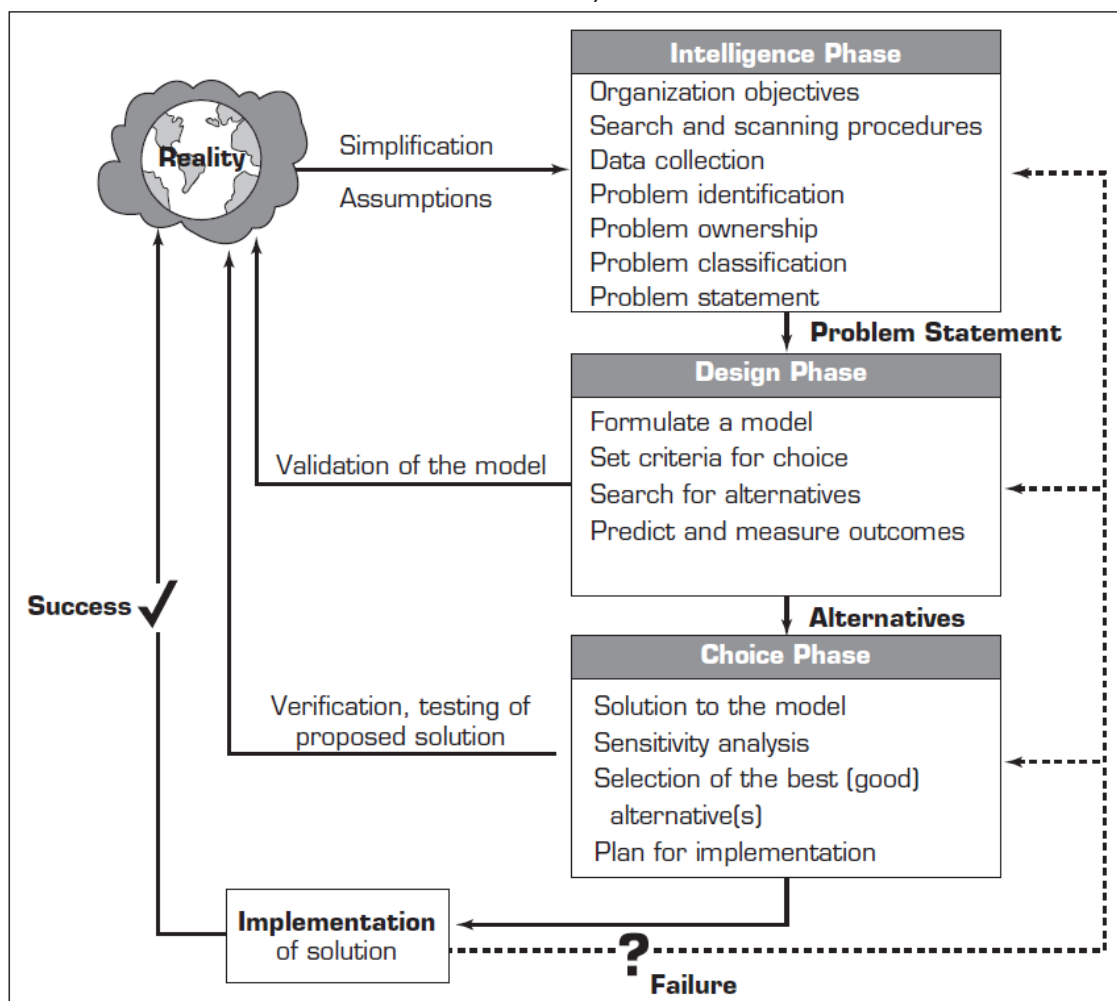 Intelligence Phase
Organization objectives
Search and scanning procedures
Data collection
Problem identification
Problem ownership
Problem classification
Problem statement
Reality
Simplification
Assumptions
Problem Statement
Design Phase
Formulate a model
Set criteria for choice
Search for alternatives
Predict and measure outcomes
Validation of the model
Success
Alternatives
Choice Phase
Solution to the model
Sensitivity analysis
Selection of the best (good)
alternative(s)
Plan for implementation
Verification, testing of
proposed solution
Implementation
of solution
?
Failure